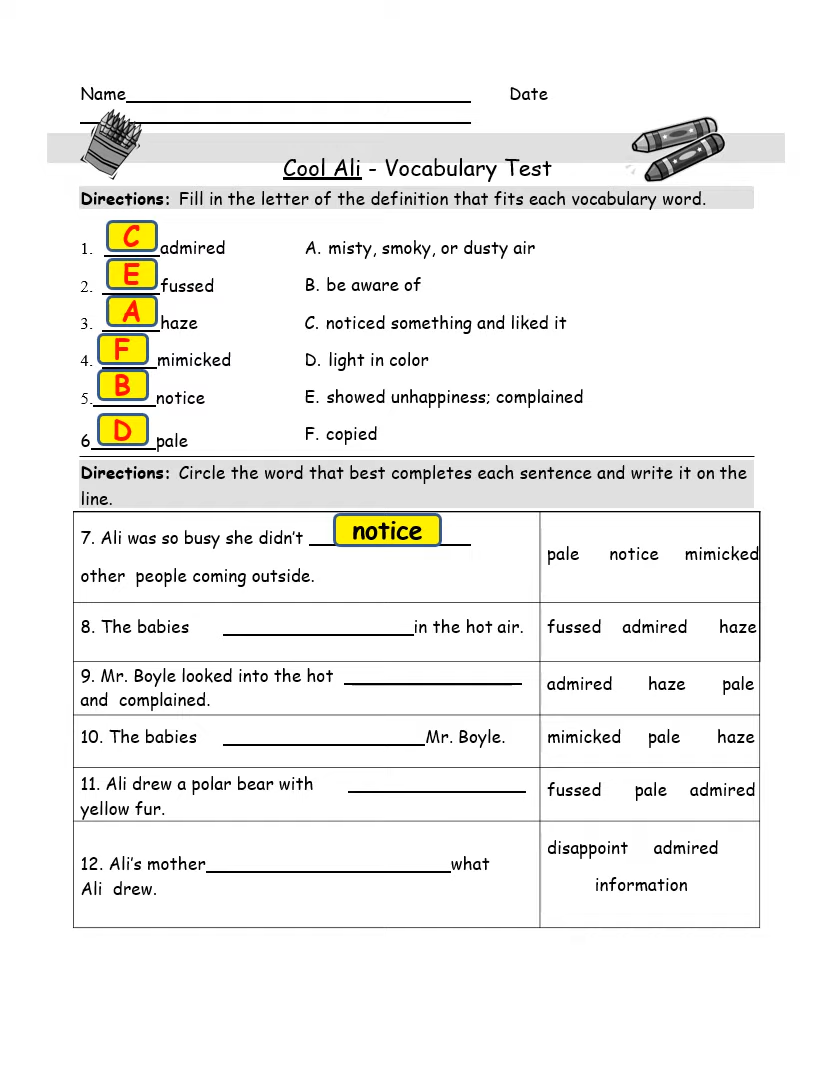 Name Date
Cool Ali - Vocabulary Test
Directions: Fill in the letter of the definition that fits each vocabulary word.
1. C admired A. misty, smoky, or dusty air
2. E fussed B. be aware of
3. A haze C. noticed something and liked it
4. F mimicked D. light in color
5. B notice E. showed unhappiness; complained
6 D pale F. copied
Directions: Circle the word that best completes each sentence and write it on the
line.
7. Ali was so busy she didn't notice
other people coming outside.
pale notice mimicked
8. The babies in the hot air.
fussed admired haze
9. Mr. Boyle looked into the hot
and complained.
admired haze pale
10. The babies Mr. Boyle.
mimicked pale haze
11. Ali drew a polar bear with
yellow fur.
fussed pale admired
12. Ali's mother what
Ali drew.
disappoint admired
information